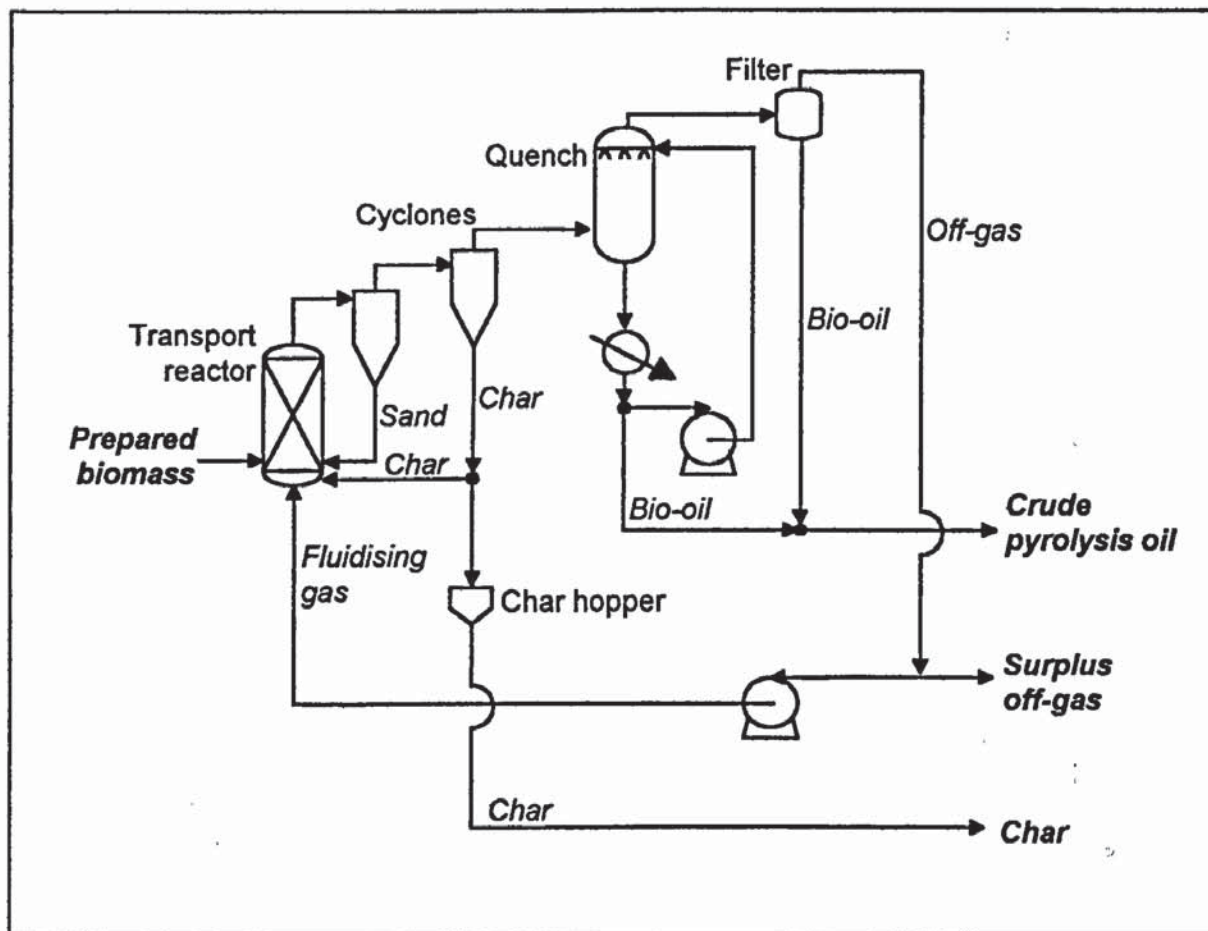 Filter
Quench
Cyclones
Off-gas
Transport
reactor
Bio-oil
Sand
Char
Prepared
biomass
Char
Bio-oil
Crude
pyrolysis oil
Fluidising
gas
Char hopper
Surplus
off-gas
Char
Char